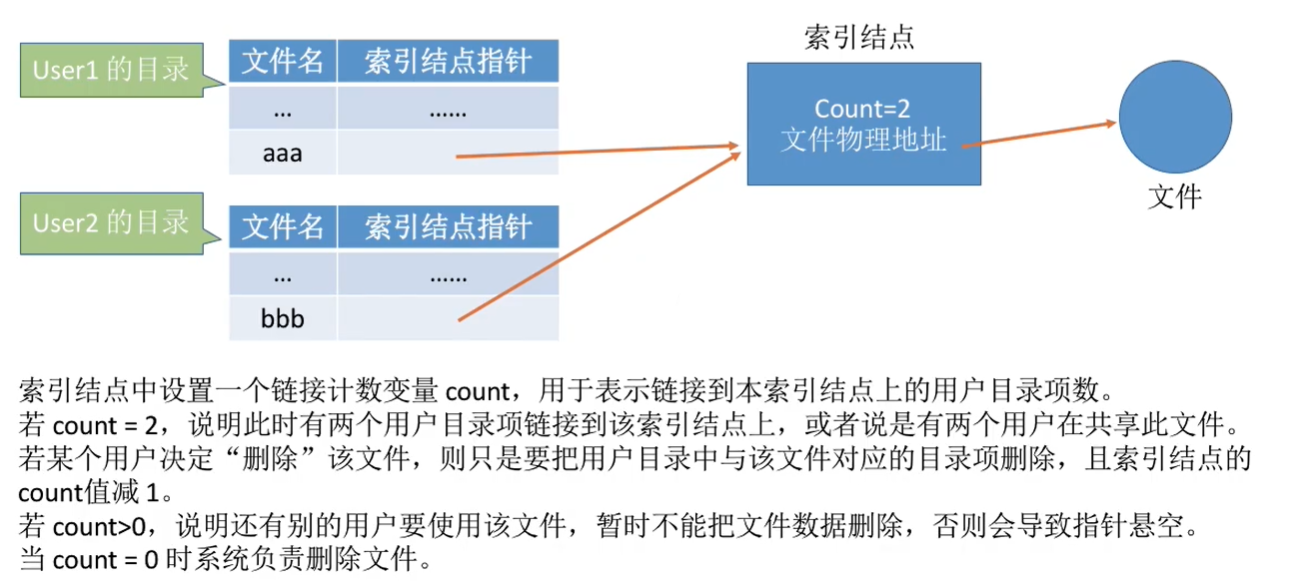 索引结点
User1 的目录
文件名 索引结点指针
... ......
aaa
Count=2
文件物理地址
文件
User2 的目录
文件名 索引结点指针
... ......
bbb
索引结点中设置一个链接计数变量 count，用于表示链接到本索引结点上的用户目录项数。
若 count = 2，说明此时有两个用户目录项链接到该索引结点上，或者说是有两个用户在共享此文件。
若某个用户决定“删除”该文件，则只是要把用户目录中与该文件对应的目录项删除，且索引结点的
count值减 1。
若 count>0，说明还有别的用户要使用该文件，暂时不能把文件数据删除，否则会导致指针悬空。
当 count = 0 时系统负责删除文件。